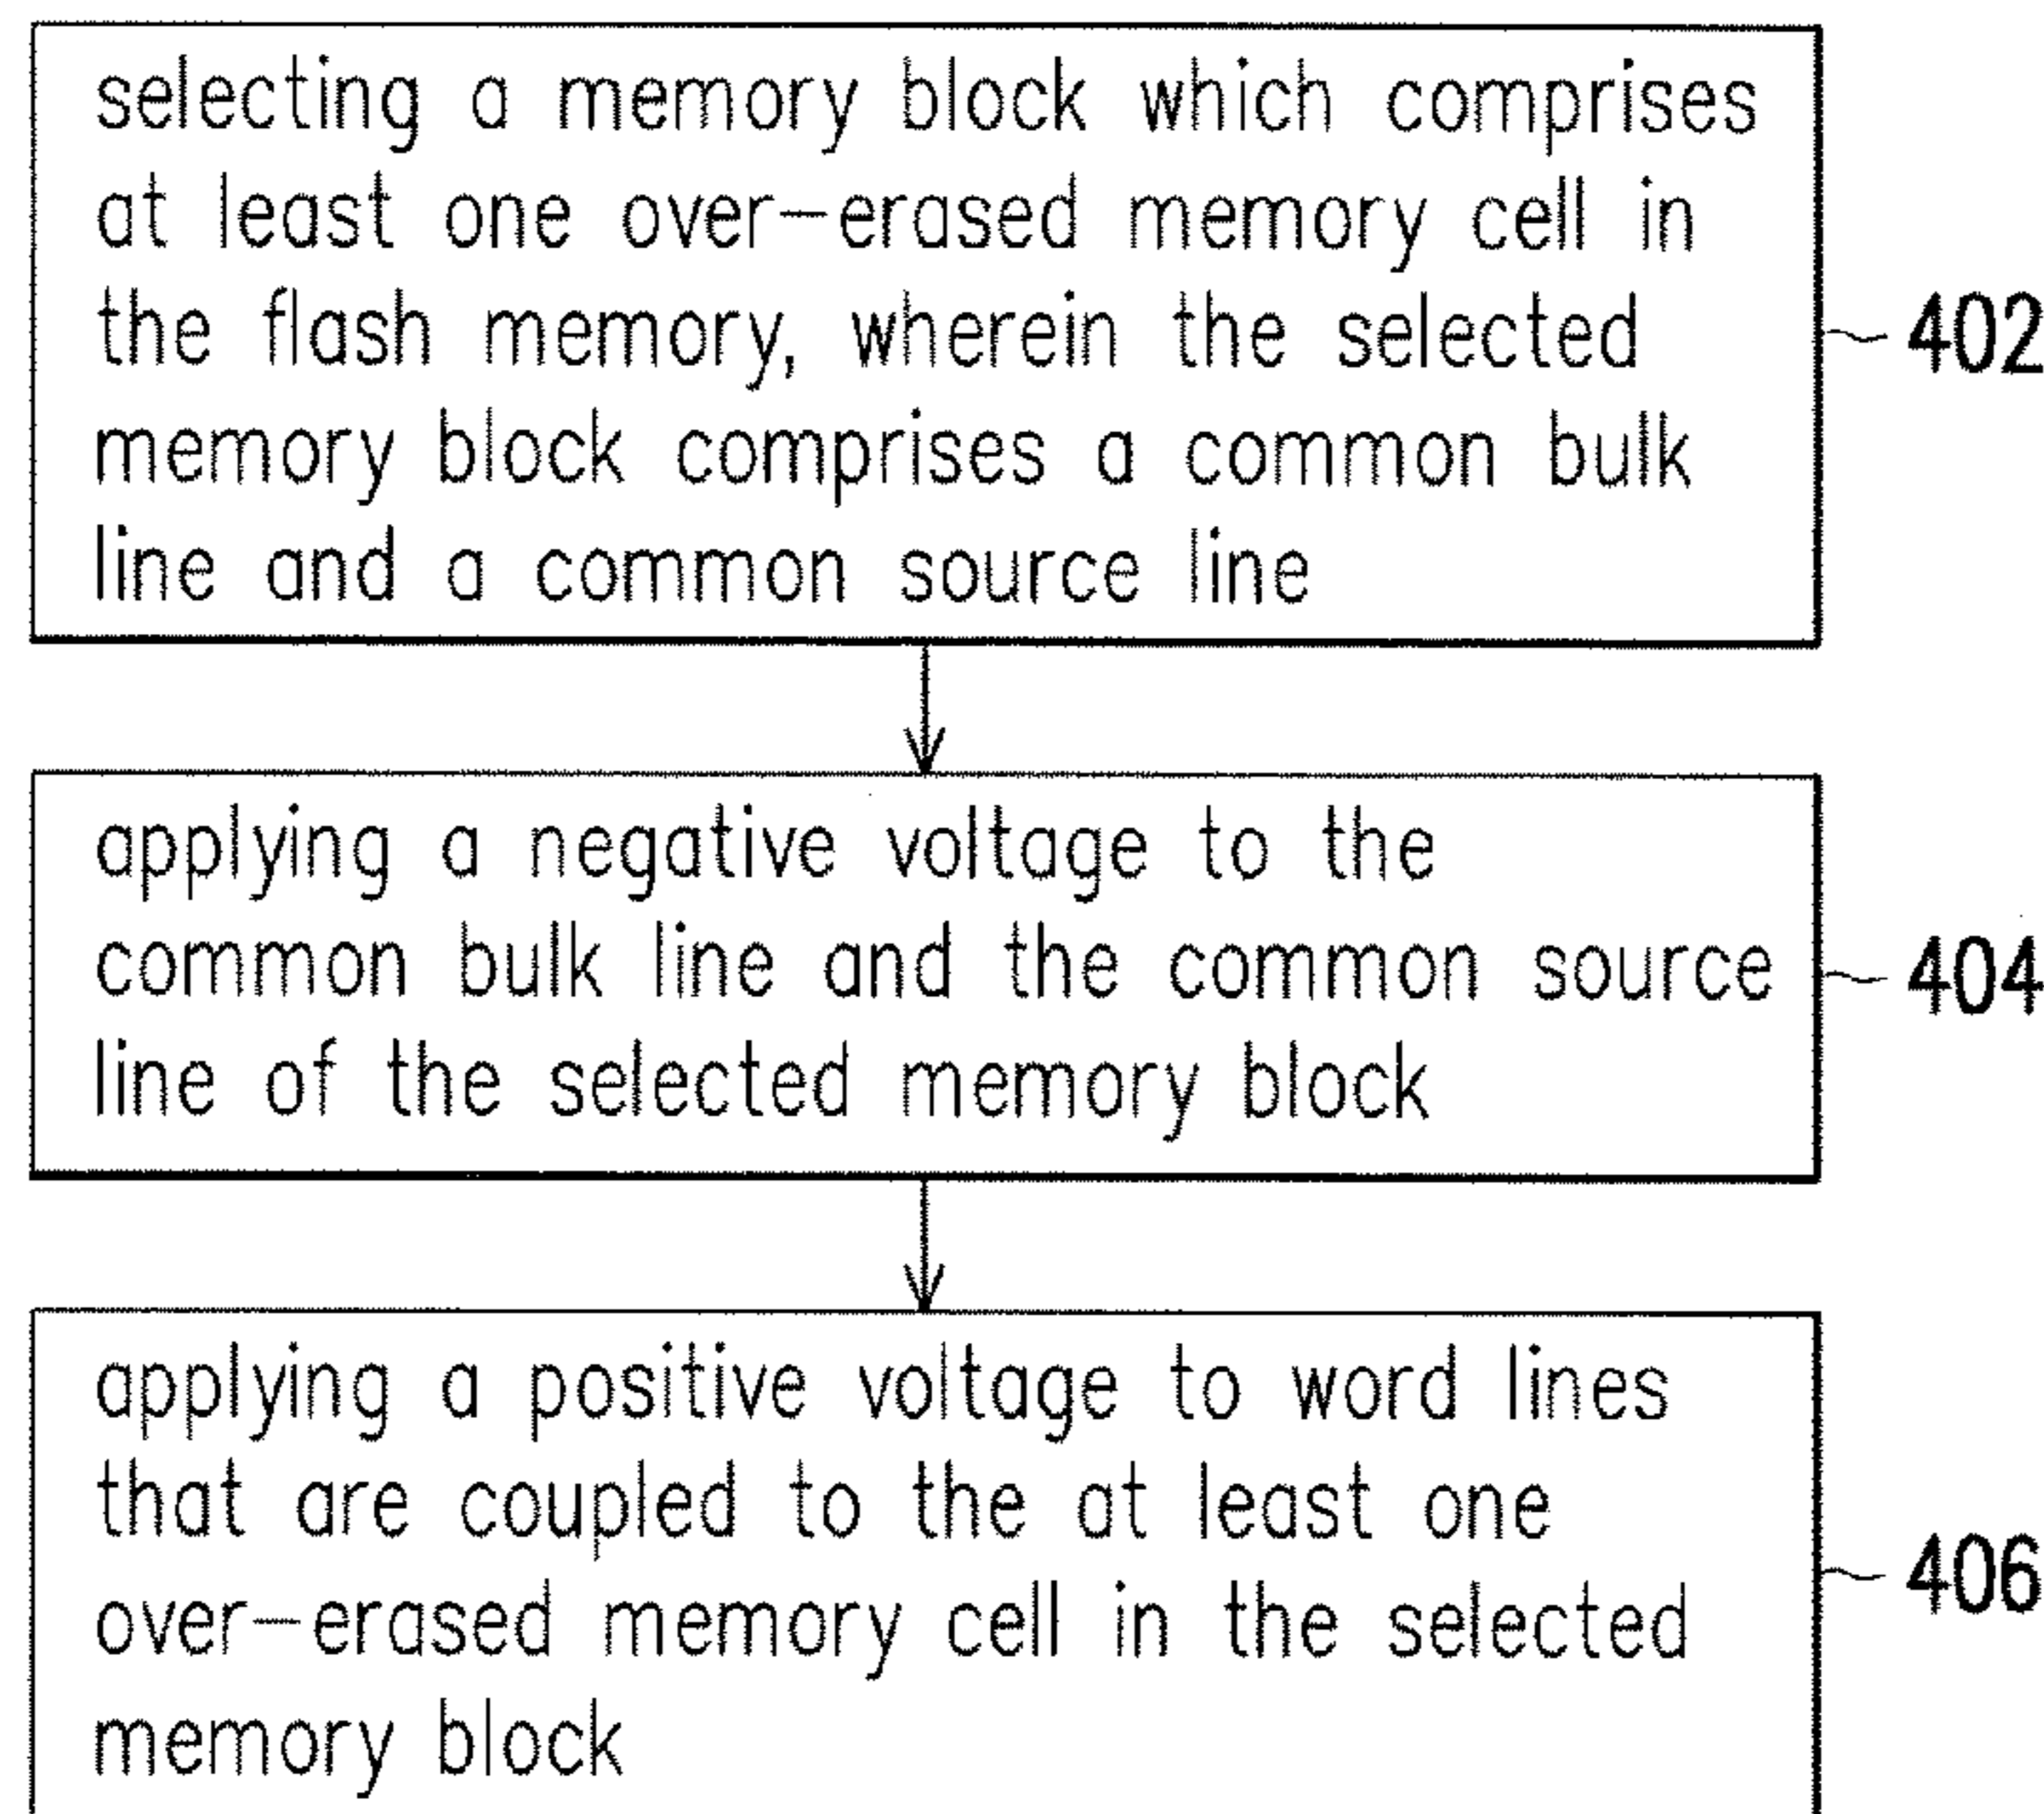 selecting a memory block which comprises
at least one over-erased memory cell in
the flash memory, wherein the selected
memory block comprises a common bulk
line and a common source line
402
applying a negative voltage to the
common bulk line and the common source
line of the selected memory block
404
applying a positive voltage to word lines
that are coupled to the at least one
over-erased memory cell in the selected
memory block
406